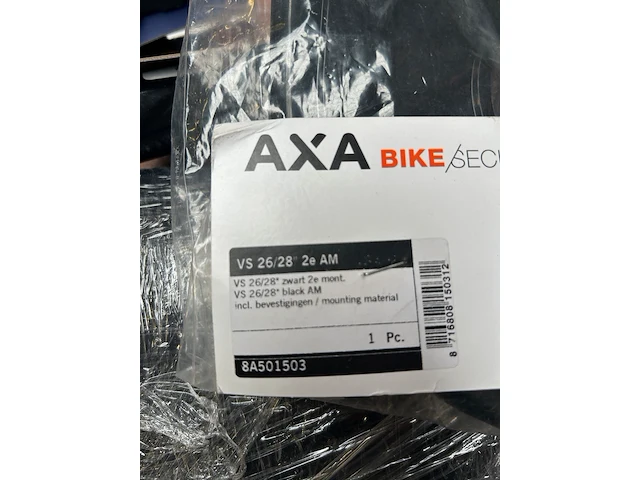 AXA BIKE/SECU
VS 26/28" 2e AM
VS 26/28" zwart 2e mont.
VS 26/28" black AM
incl. bevestigingen / mounting material
1 Pc.
8A501503
8 716808 150312